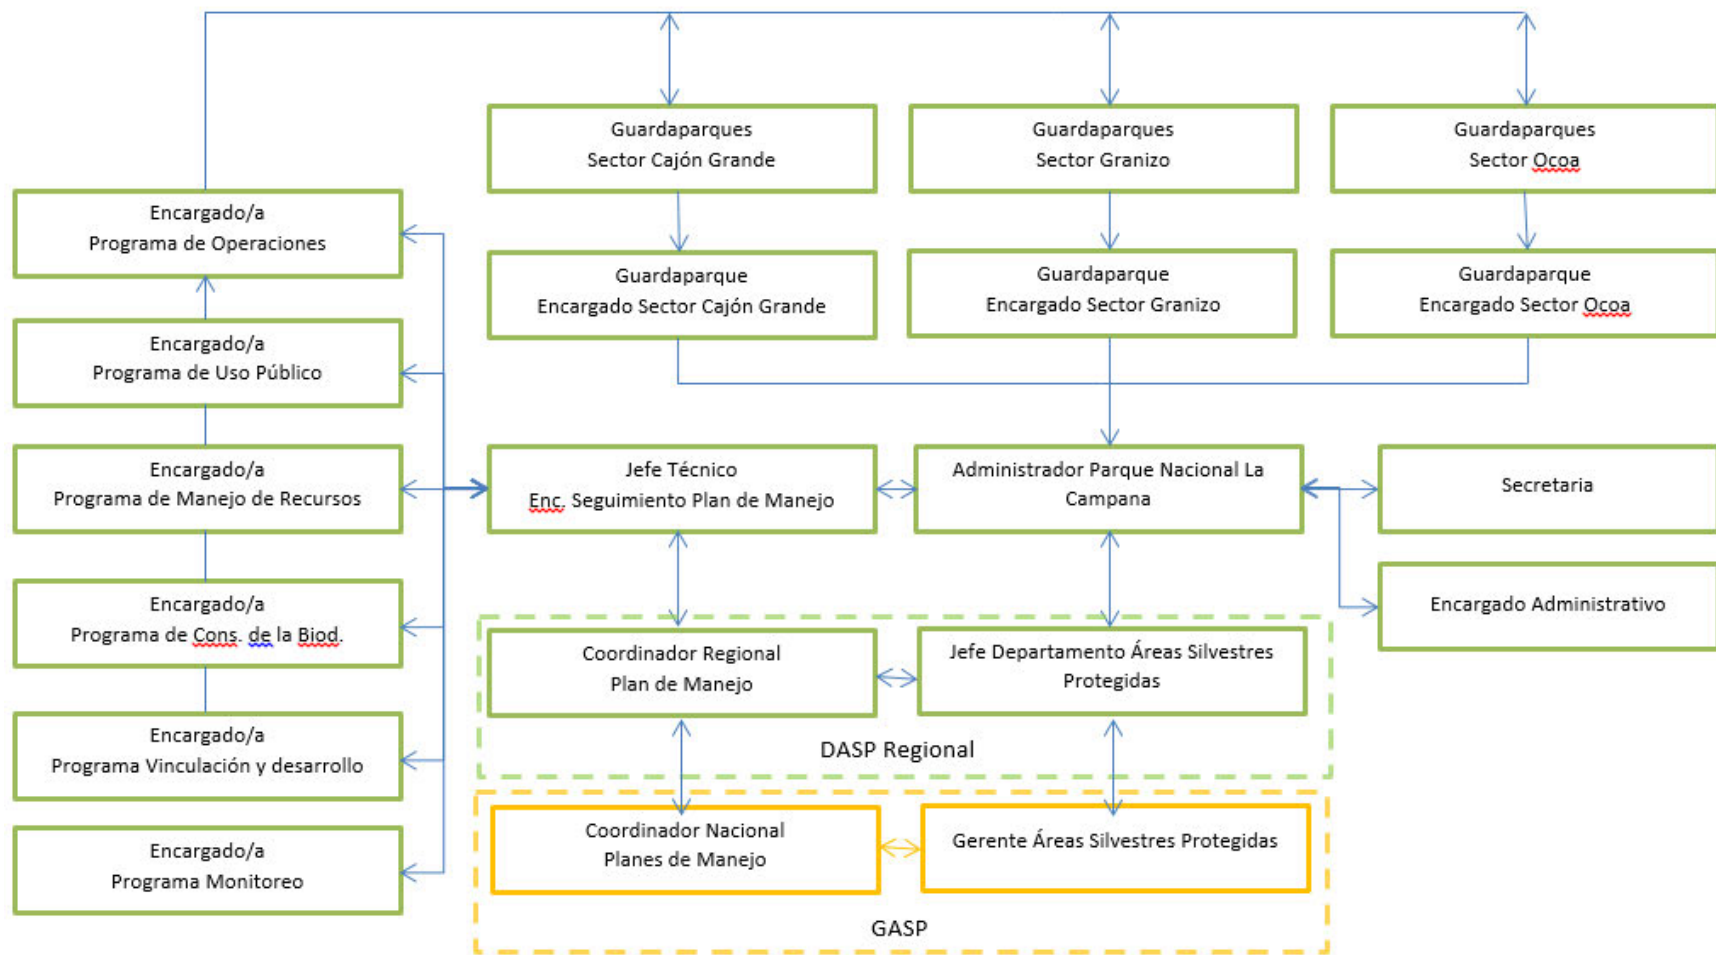 Guardaparques
Sector Cajón Grande
Guardaparques
Sector Granizo
Guardaparques
Sector Ocoa
Encargado/a
Programa de Operaciones
Guardaparque
Encargado Sector Cajón Grande
Guardaparque
Encargado Sector Granizo
Guardaparque
Encargado Sector Ocoa
Encargado/a
Programa de Uso Público
Encargado/a
Programa de Manejo de Recursos
Jefe Técnico
Enc. Seguimiento Plan de Manejo
Administrador Parque Nacional La
Campana
Secretaria
Encargado/a
Programa de Cons. de la Biod.
Encargado Administrativo
Coordinador Regional
Plan de Manejo
Jefe Departamento Áreas Silvestres
Protegidas
DASP Regional
Encargado/a
Programa Vinculación y desarrollo
Encargado/a
Programa Monitoreo
Coordinador Nacional
Planes de Manejo
Gerente Áreas Silvestres Protegidas
GASP